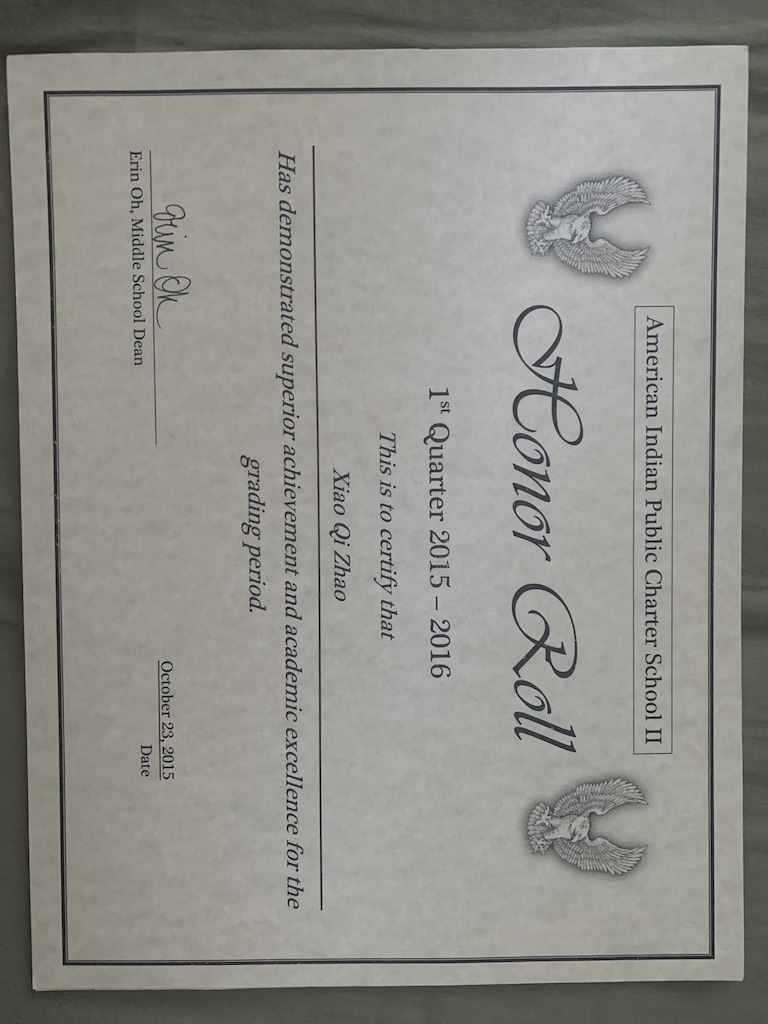 American Indian Public Charter School II
Honor Roll
1st Quarter 2015 – 2016
This is to certify that
Xiao Qi Zhao
Has demonstrated superior achievement and academic excellence for the
grading period.
Erin Oh
Erin Oh, Middle School Dean
October 23, 2015
Date